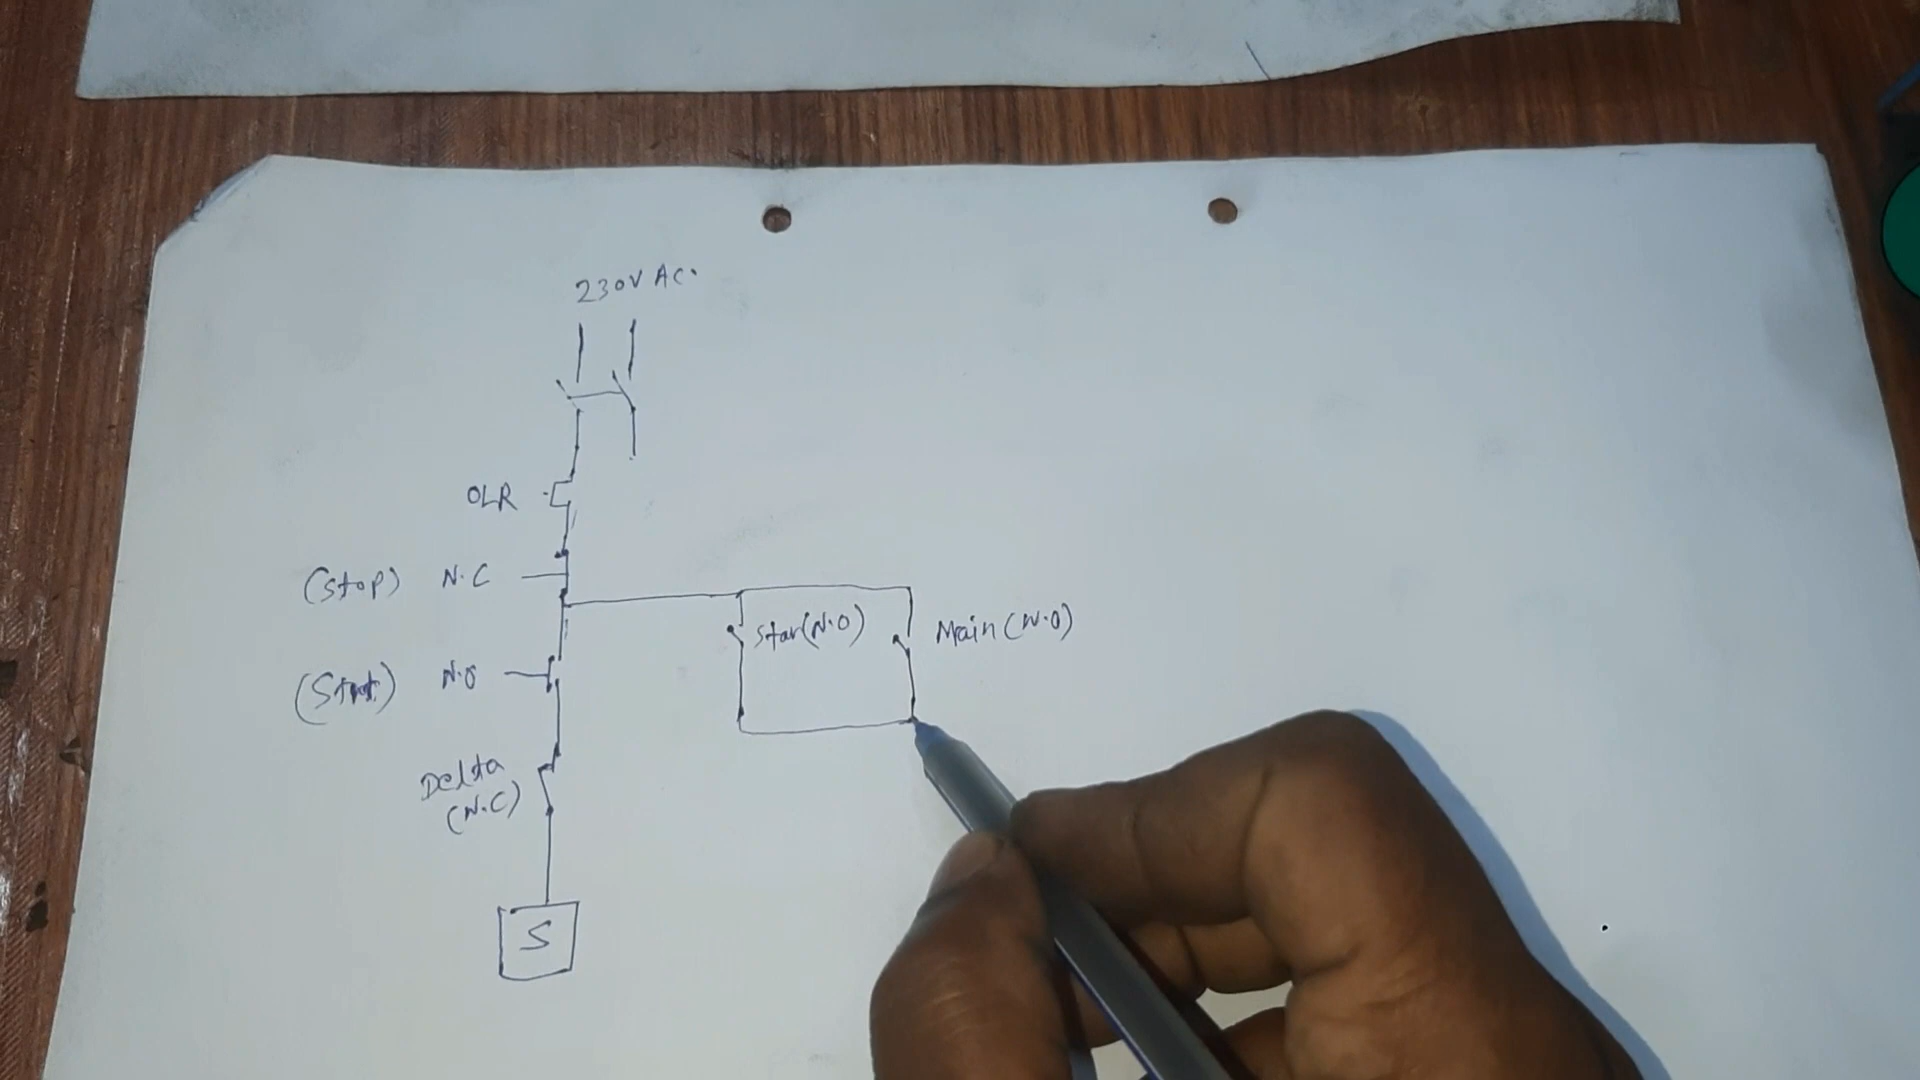 230V AC.
OLR
(Stop) N.C
Star(N.O) Main (N.O)
N.O
Delta
(N.C)
S